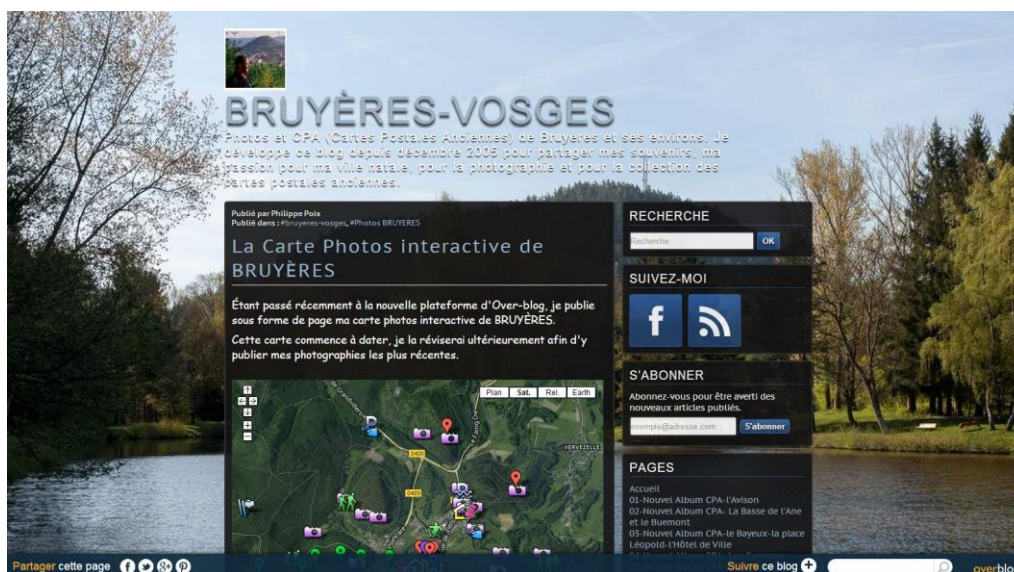 BRUYÈRES-VOSGES
Photos et CPA (Cartes Postales Anciennes) de Bruyères et ses environs. Je
développe ce blog depuis décembre 2005 pour partager mes souvenirs, ma
passion pour ma ville natale, pour la photographie et pour la collection des
cartes postales anciennes.
Publié par Philippe Poix
Publié dans : #bruyeres-vosges, #Photos BRUYERES
La Carte Photos interactive de
BRUYÈRES
Étant passé récemment à la nouvelle plateforme d'Over-blog, je publie
sous forme de page ma carte photos interactive de BRUYÈRES.
Cette carte commence à dater, je la réviserai ultérieurement afin d'y
publier mes photographies les plus récentes.
Plan Sat. Rel. Earth
D420
VERVEZELLE
D423
RECHERCHE
Recherche OK
SUIVEZ-MOI
S'ABONNER
Abonnez-vous pour être averti des
nouveaux articles publiés.
exemple@adresse.com S'abonner
PAGES
Accueil
01-Nouvel Album CPA-l'Avison
02-Nouvel Album CPA- La Basse de l'Ane
et le Buemont
03-Nouvel Album CPA-le Bayeux-la place
Léopold-l'Hôtel de Ville
Partager cette page
Suivre ce blog
overblo